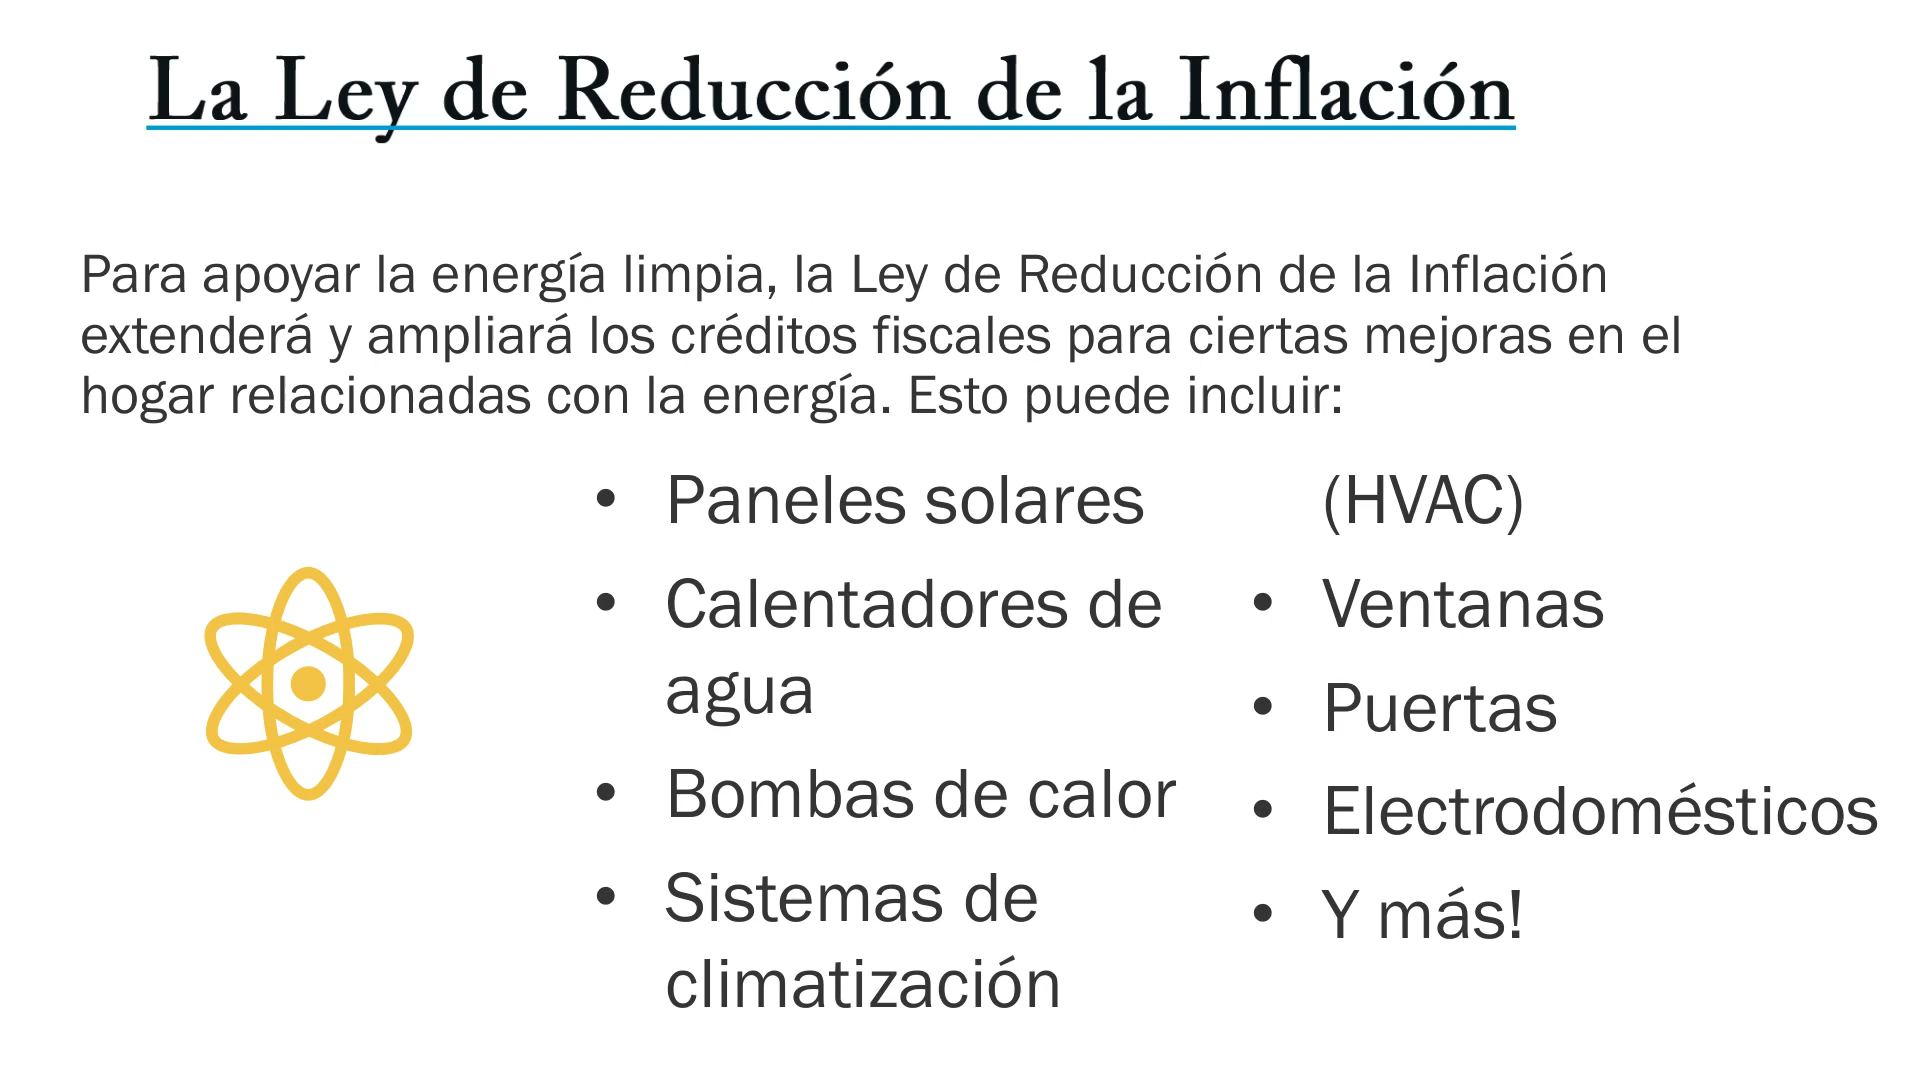 La Ley de Reducción de la Inflación
Para apoyar la energía limpia, la Ley de Reducción de la Inflación
extenderá y ampliará los créditos fiscales para ciertas mejoras en el
hogar relacionadas con la energía. Esto puede incluir:
• Paneles solares
• Calentadores de
agua
• Bombas de calor
• Sistemas de
climatización
(HVAC)
• Ventanas
• Puertas
• Electrodomésticos
• Y más!